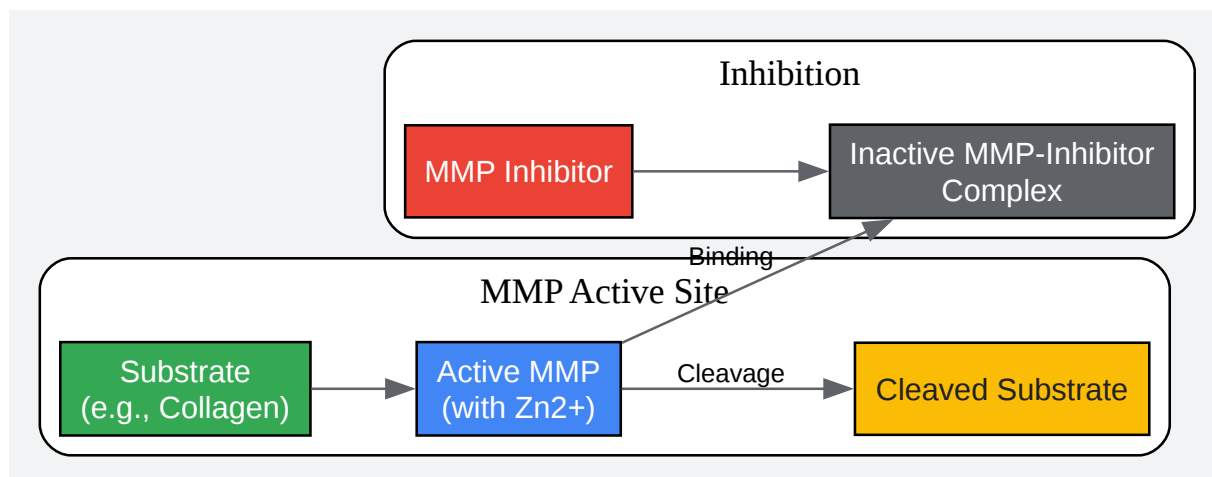 Inhibition
MMP Inhibitor
Inactive MMP-Inhibitor
Complex
Binding
MMP Active Site
Substrate
(e.g., Collagen)
Active MMP
(with Zn2+)
Cleavage
Cleaved Substrate